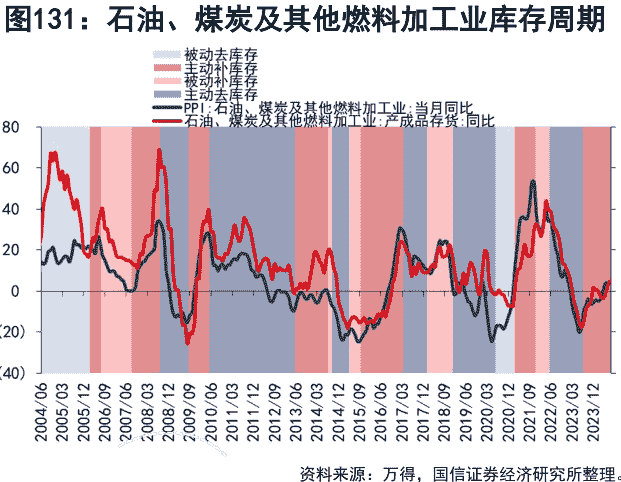 图131：石油、煤炭及其他燃料加工业库存周期
被动去库存
主动补库存
被动补库存
主动去库存
PPI:石油、煤炭及其他燃料加工业:当月同比
石油、煤炭及其他燃料加工业:产成品存货:同比
80
60
40
20
0
(20)
(40)
2004/06 2005/03 2005/12 2006/09 2007/06 2008/03 2008/12 2009/09 2010/06 2011/03 2011/12 2012/09 2013/06 2014/03 2014/12 2015/09 2016/06 2017/03 2017/12 2018/09 2019/06 2020/03 2020/12 2021/09 2022/06 2023/03 2023/12
资料来源：万得，国信证券经济研究所整理。